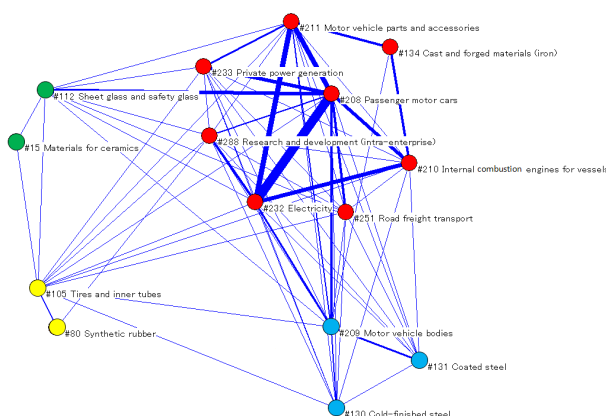 #211 Motor vehicle parts and accessories
#134 Cast and forged materials (iron)
#233 Private power generation
#112 Sheet glass and safety glass
#208 Passenger motor cars
#288 Research and development (intra-enterprise)
#15 Materials for ceramics
#210 Internal combustion engines for vessels
#232 Electricity
#251 Road freight transport
#105 Tires and inner tubes
#80 Synthetic rubber
#209 Motor vehicle bodies
#131 Coated steel
#130 Cold-finished steel